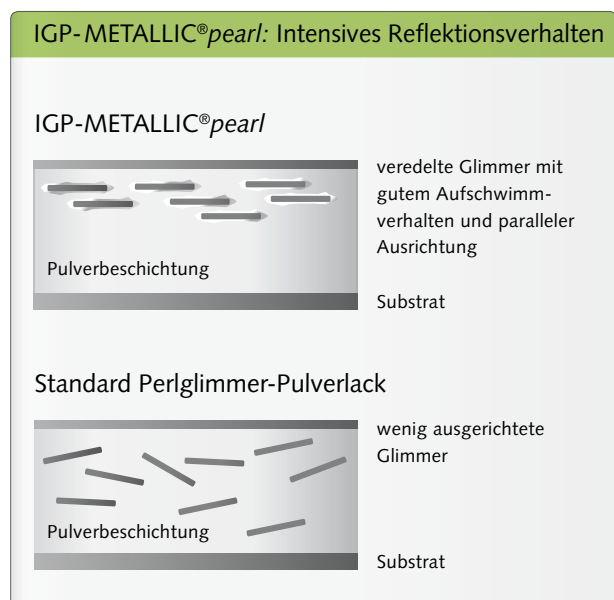 IGP-METALLIC®pearl: Intensives Reflektionsverhalten
IGP-METALLIC®pearl
veredelte Glimmer mit
gutem Aufschwimm-
verhalten und paralleler
Ausrichtung
Pulverbeschichtung
Substrat
Standard Perlglimmer-Pulverlack
wenig ausgerichtete
Glimmer
Pulverbeschichtung
Substrat